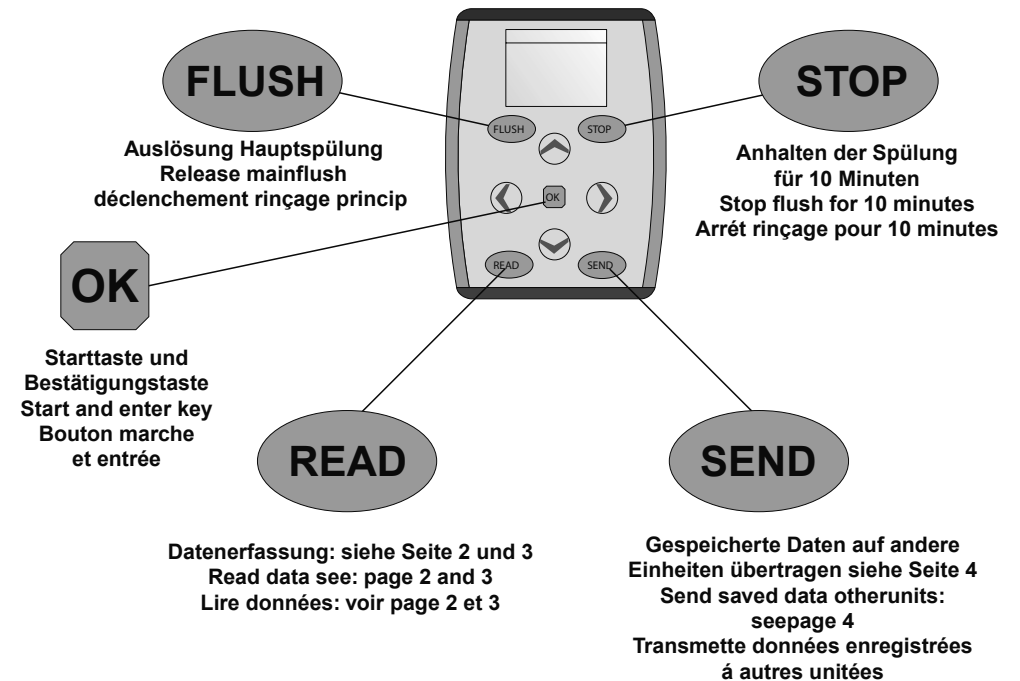 FLUSH
Auslösung Hauptspülung
Release mainflush
déclenchement rinçage princip
STOP
Anhalten der Spülung
für 10 Minuten
Stop flush for 10 minutes
Arrét rinçage pour 10 minutes
FLUSH
STOP
OK
READ
SEND
OK
Starttaste und
Bestätigungstaste
Start and enter key
Bouton marche
et entrée
READ
Datenerfassung: siehe Seite 2 und 3
Read data see: page 2 and 3
Lire données: voir page 2 et 3
SEND
Gespeicherte Daten auf andere
Einheiten übertragen siehe Seite 4
Send saved data otherunits:
seepage 4
Transmette données enregistrées
á autres unitées